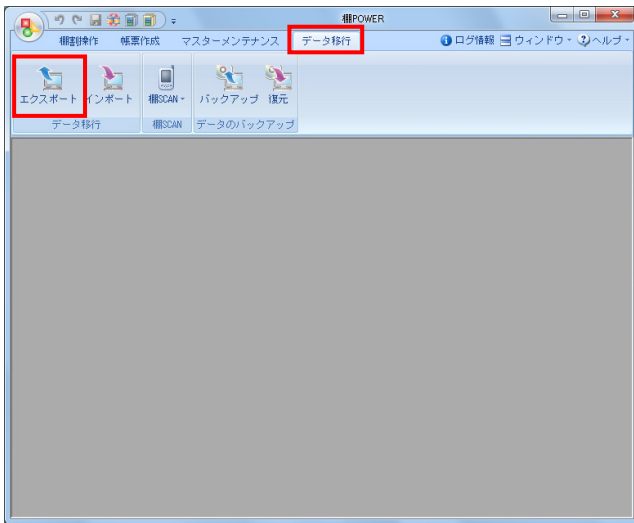 棚POWER
棚割操作 帳票作成 マスターメンテナンス データ移行 ログ情報 ウィンドウ ヘルプ
エクスポート インポート 棚SCAN バックアップ 復元
データ移行 棚SCAN データのバックアップ